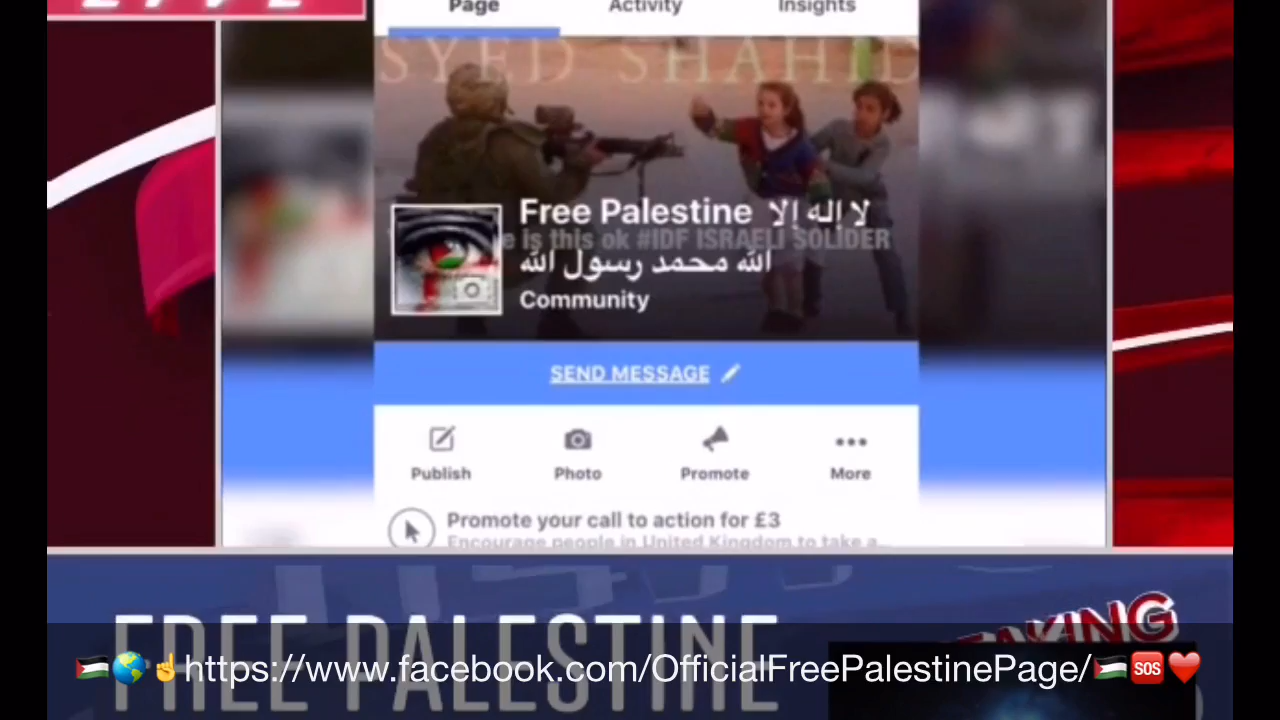 Page Activity Insights
SYED SHAHID
Free Palestine لا إله إلا
e is this ok #IDF ISRAELI SOLIDER
الله محمد رسول الله
Community
SEND MESSAGE
Publish Photo Promote More
Promote your call to action for £3
Encourage people in United Kingdom to take a...
FREE PALESTINE
🇵🇸🌎☝️https://www.facebook.com/OfficialFreePalestinePage/🇵🇸🆘❤️